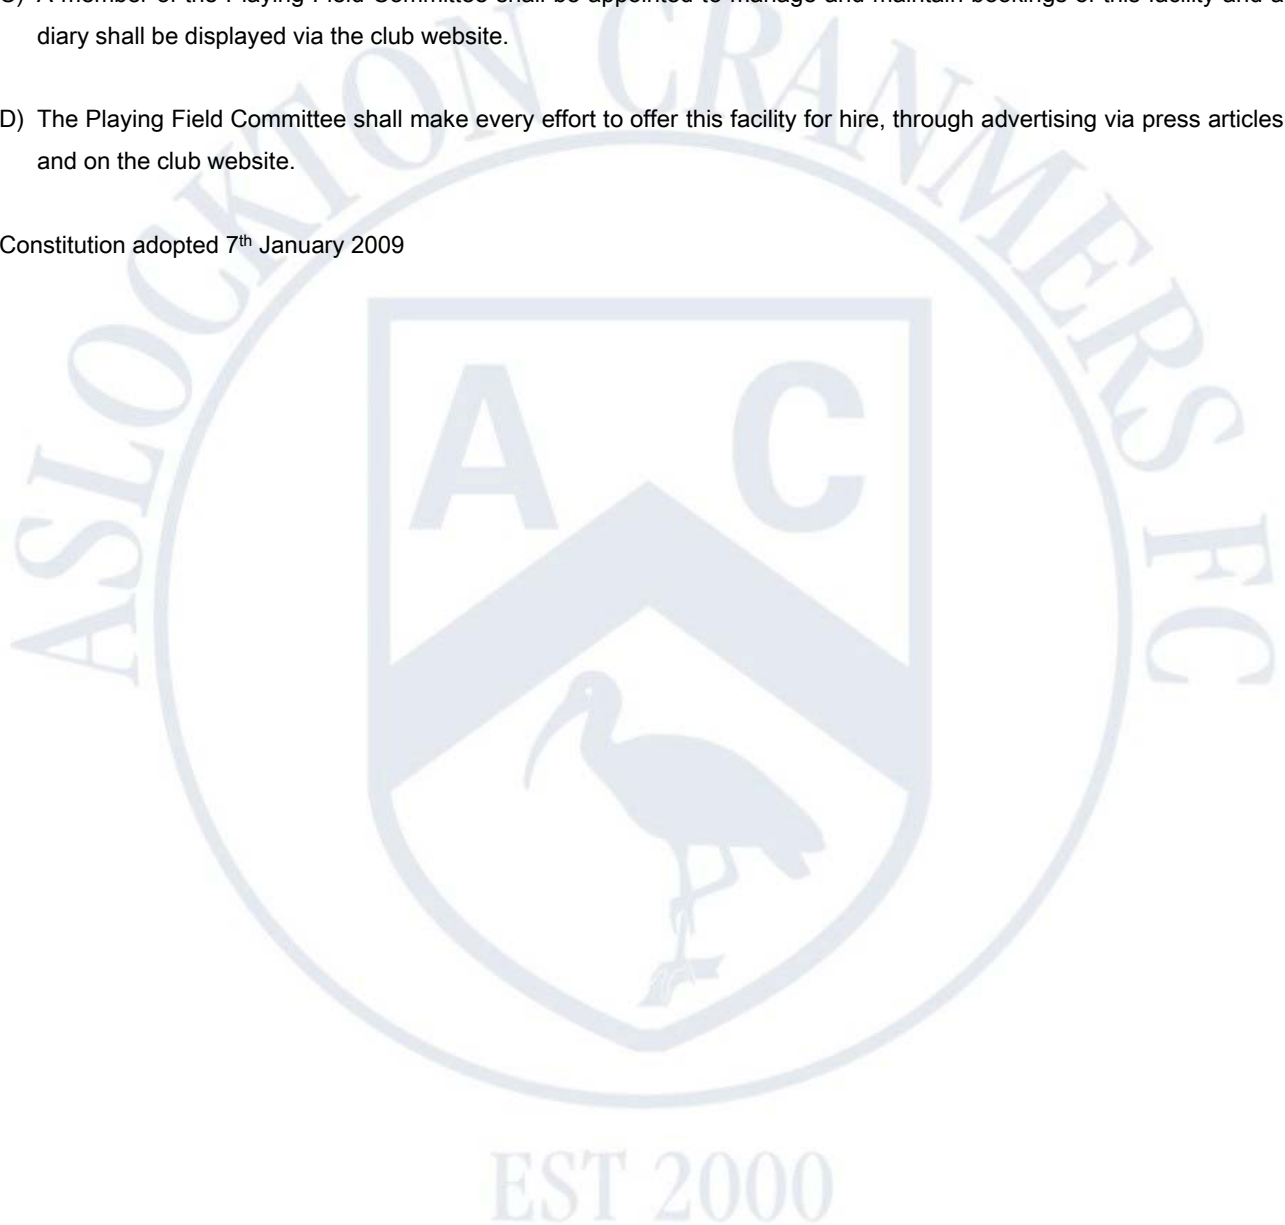 C) A member of the Playing Field Committee shall be appointed to manage and maintain bookings of this facility and a
diary shall be displayed via the club website.
D) The Playing Field Committee shall make every effort to offer this facility for hire, through advertising via press articles
and on the club website.
Constitution adopted 7th January 2009
ASLOCKTON CRANMERS FC
A C
EST 2000